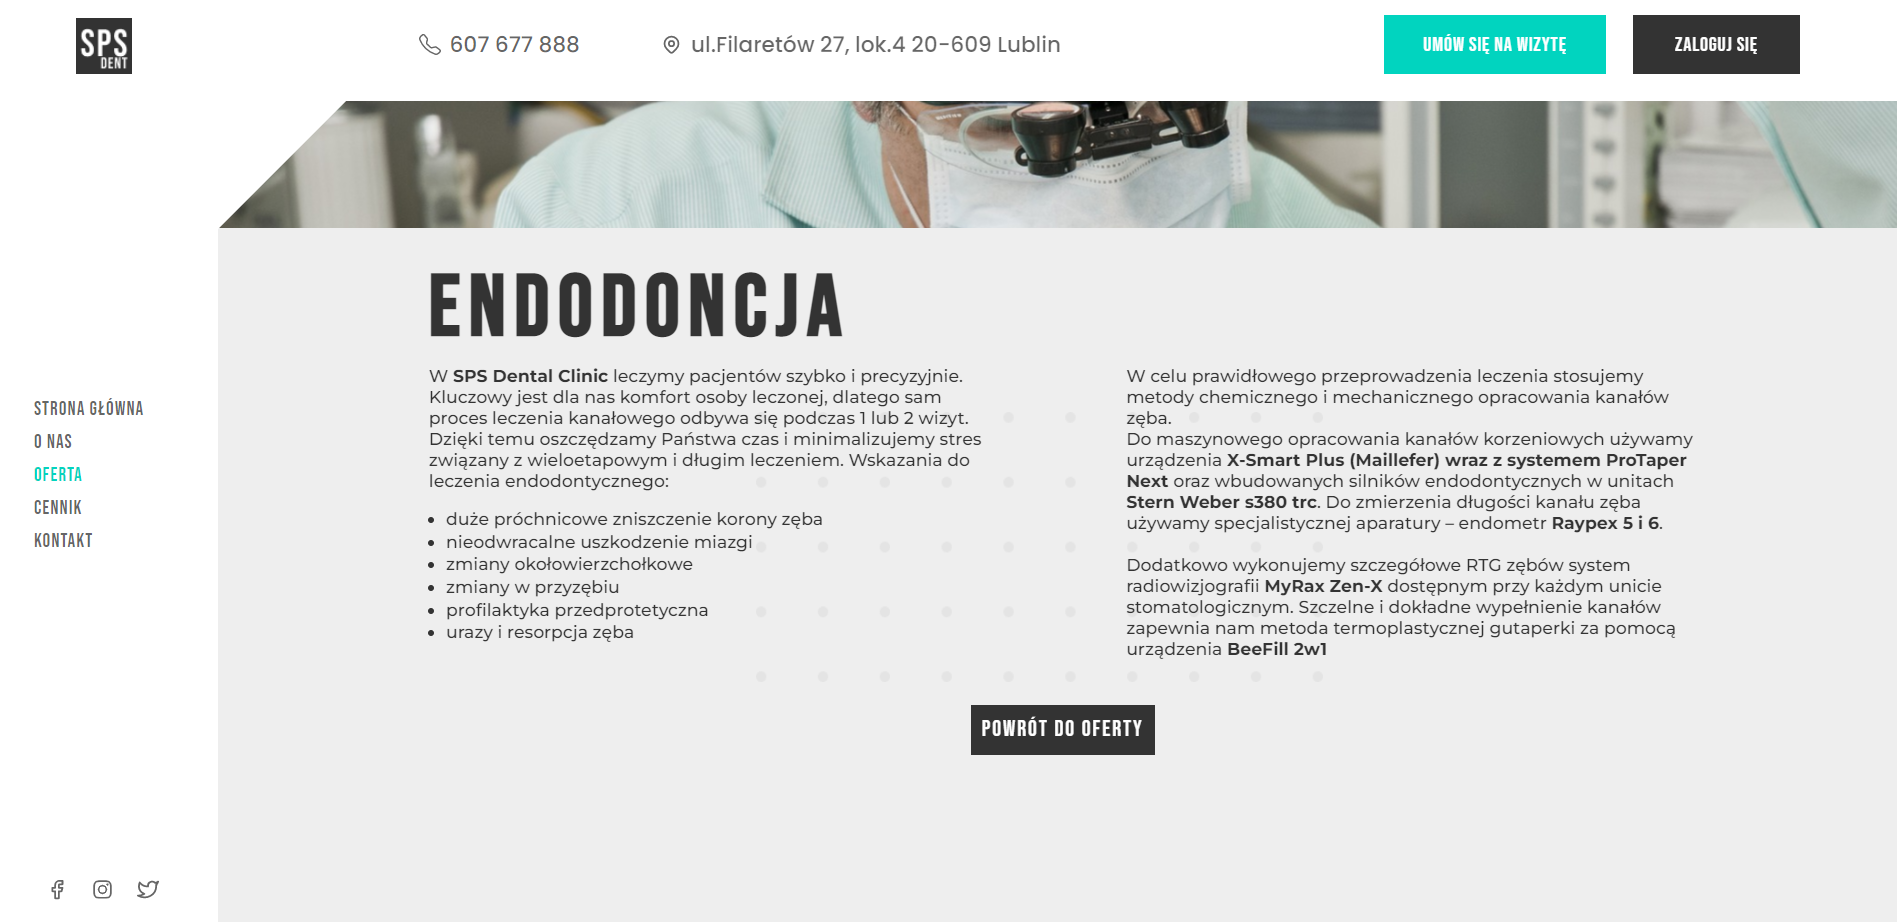 SPS
DENT
607 677 888
ul.Filaretów 27, lok.4 20-609 Lublin
UMÓW SIĘ NA WIZYTĘ
ZALOGUJ SIĘ
STRONA GŁÓWNA
O NAS
OFERTA
CENNIK
KONTAKT
ENDODONCJA
W SPS Dental Clinic leczymy pacjentów szybko i precyzyjnie.
Kluczowy jest dla nas komfort osoby leczonej, dlatego sam
proces leczenia kanałowego odbywa się podczas 1 lub 2 wizyt.
Dzięki temu oszczędzamy Państwa czas i minimalizujemy stres
związany z wieloetapowym i długim leczeniem. Wskazania do
leczenia endodontycznego:
• duże próchnicowe zniszczenie korony zęba
• nieodwracalne uszkodzenie miazgi
• zmiany okołowierzchołkowe
• zmiany w przyzębiu
• profilaktyka przedprotetyczna
• urazy i resorpcja zęba
W celu prawidłowego przeprowadzenia leczenia stosujemy
metody chemicznego i mechanicznego opracowania kanałów
zęba.
Do maszynowego opracowania kanałów korzeniowych używamy
urządzenia X-Smart Plus (Maillefer) wraz z systemem ProTaper
Next oraz wbudowanych silników endodontycznych w unitach
Stern Weber s380 trc. Do zmierzenia długości kanału zęba
używamy specjalistycznej aparatury – endometr Raypex 5 i 6.
Dodatkowo wykonujemy szczegółowe RTG zębów system
radiowizjografii MyRax Zen-X dostępnym przy każdym unicie
stomatologicznym. Szczelne i dokładne wypełnienie kanałów
zapewnia nam metoda termoplastycznej gutaperki za pomocą
urządzenia BeeFill 2w1
POWRÓT DO OFERTY